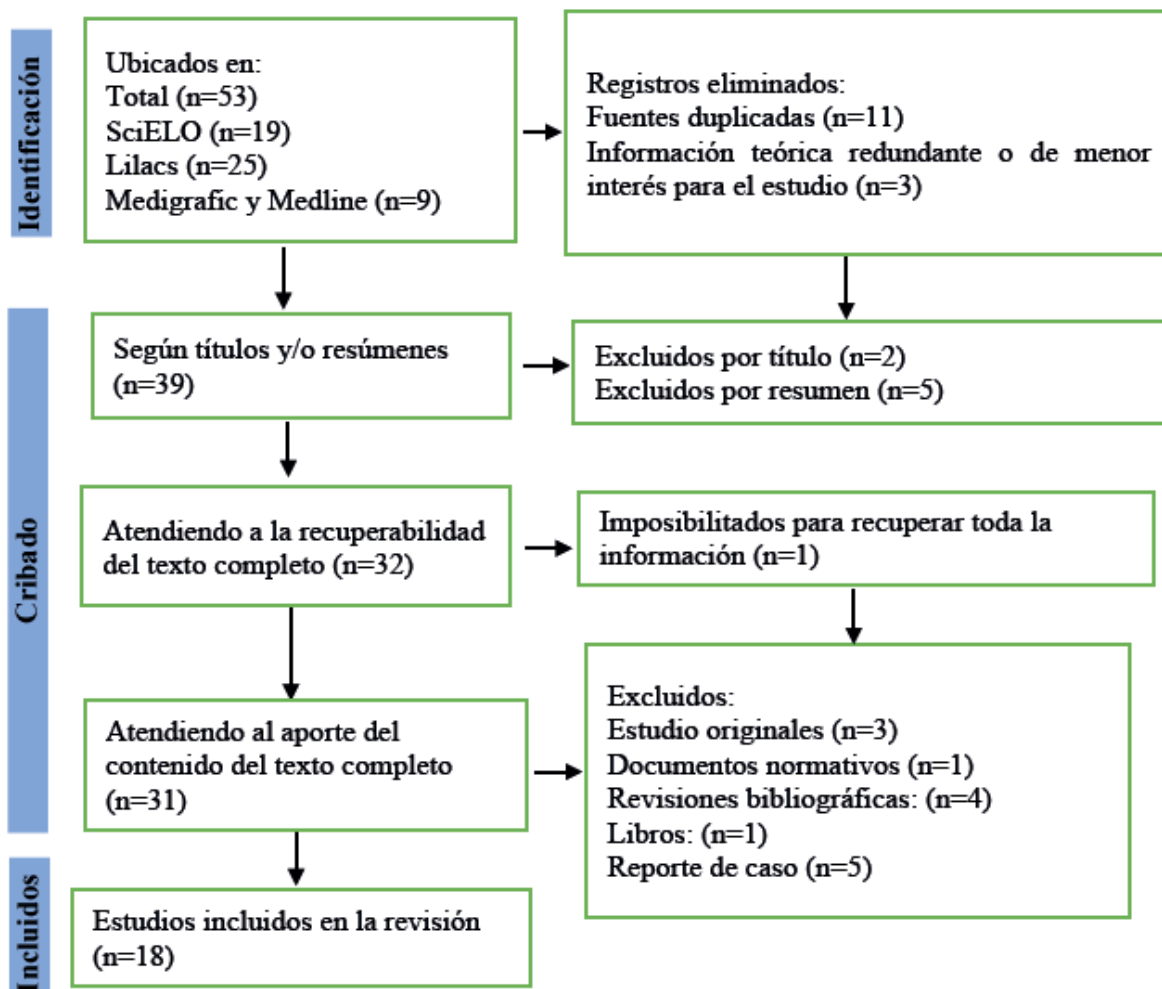 Identificación
Ubicados en:
Total (n=53)
SciELO (n=19)
Lilacs (n=25)
Medigrafic y Medline (n=9)
Registros eliminados:
Fuentes duplicadas (n=11)
Información teórica redundante o de menor
interés para el estudio (n=3)
Cribado
Según títulos y/o resúmenes
(n=39)
Excluidos por título (n=2)
Excluidos por resumen (n=5)
Atendiendo a la recuperabilidad
del texto completo (n=32)
Imposibilitados para recuperar toda la
información (n=1)
Atendiendo al aporte del
contenido del texto completo
(n=31)
Excluidos:
Estudio originales (n=3)
Documentos normativos (n=1)
Revisiones bibliográficas: (n=4)
Libros: (n=1)
Reporte de caso (n=5)
Incluidos
Estudios incluidos en la revisión
(n=18)